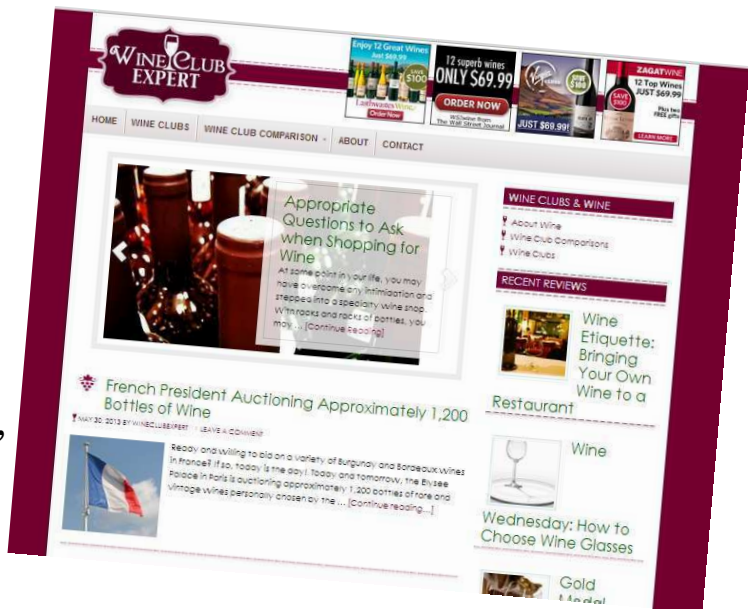 WINE CLUB
EXPERT
Enjoy 12 Great Wines
Just $69.99
SAVE
$100
LaithwaitesWine
Order Now
12 superb wines
ONLY $69.99
ORDER NOW
WSJwine from
The Wall Street Journal
Virgin
$100
JUST $69.99!
ZAGATWINE
12 Top Wines
JUST $69.99
SAVE
$100
Plus two
FREE gifts
LEARN MORE
HOME
WINE CLUBS
WINE CLUB COMPARISON
ABOUT
CONTACT
Appropriate
Questions to Ask
when Shopping for
Wine
At some point in your life, you may
have overcome any intimidation and
stepped into a specialty wine shop.
With racks and racks of bottles, you
may ... [Continue Reading]
French President Auctioning Approximately 1,200
Bottles of Wine
MAY 30, 2013 BY WINECLUBEXPERT LEAVE A COMMENT
Ready and willing to bid on a variety of Burgundy and Bordeaux wines
in France? If so, today is the day! Today and tomorrow, the Elysee
Palace in Paris is auctioning approximately 1,200 bottles of rare and
vintage wines personally chosen by the ... [Continue reading...]
WINE CLUBS & WINE
About Wine
Wine Club Comparisons
Wine Clubs
RECENT REVIEWS
Wine
Etiquette:
Bringing
Your Own
Wine to a
Restaurant
Wine
Wednesday: How to
Choose Wine Glasses
Gold
Medal